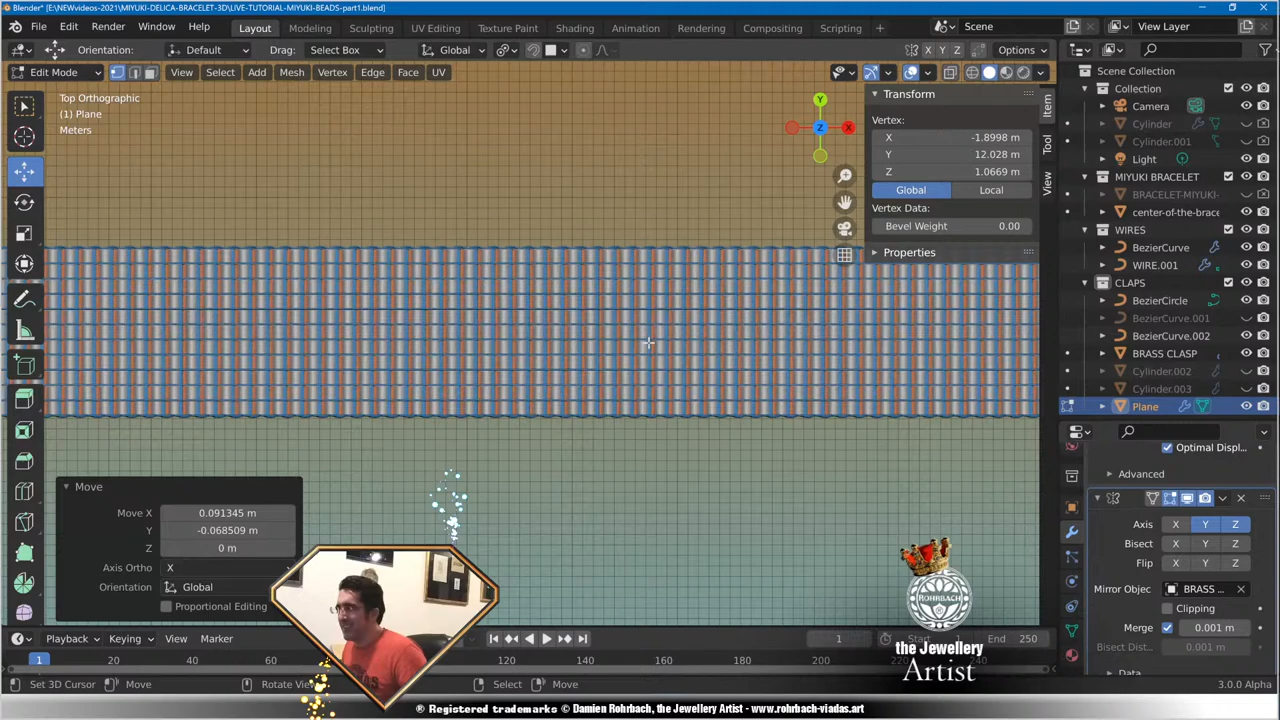 Blender* [E:\NEWvideos-2021\MIYUKI-DELICA-BRACELET-3D\LIVE-TUTORIAL-MIYUKI-BEADS-part1.blend]
File Edit Render Window Help Layout Modeling Sculpting UV Editing Texture Paint Shading Animation Rendering Compositing Scripting + Scene View Layer
Orientation: Default Drag: Select Box Global X Y Z Options
Edit Mode View Select Add Mesh Vertex Edge Face UV
Top Orthographic
(1) Plane
Meters
Y
Z
X
Transform
Vertex:
X -1.8998 m
Y 12.028 m
Z 1.0669 m
Global Local
Vertex Data:
Bevel Weight 0.00
Properties
Item
Tool
View
Scene Collection
Collection
Camera
Cylinder
Cylinder.001
Light
MIYUKI BRACELET
BRACELET-MIYUKI-
center-of-the-brace
WIRES
BezierCurve
WIRE.001
CLAPS
BezierCircle
BezierCurve.001
BezierCurve.002
BRASS CLASP
Cylinder.002
Cylinder.003
Plane
Optimal Displ...
Advanced
Axis X Y Z
Bisect X Y Z
Flip X Y Z
Mirror Objec BRASS ...
Clipping
Merge 0.001 m
Bisect Dist... 0.001 m
Data
Move
Move X 0.091345 m
Y -0.068509 m
Z 0 m
Axis Ortho X
Orientation Global
Proportional Editing
ROHRBACH
the Jewellery
Artist
Playback Keying View Marker 1 Start 1 End 250
1 20 40 60 120 140 160 180 200 220 240
Set 3D Cursor Move Rotate View Select Move 3.0.0 Alpha
® Registered trademarks © Damien Rohrbach, the Jewellery Artist - www.rohrbach-viadas.art